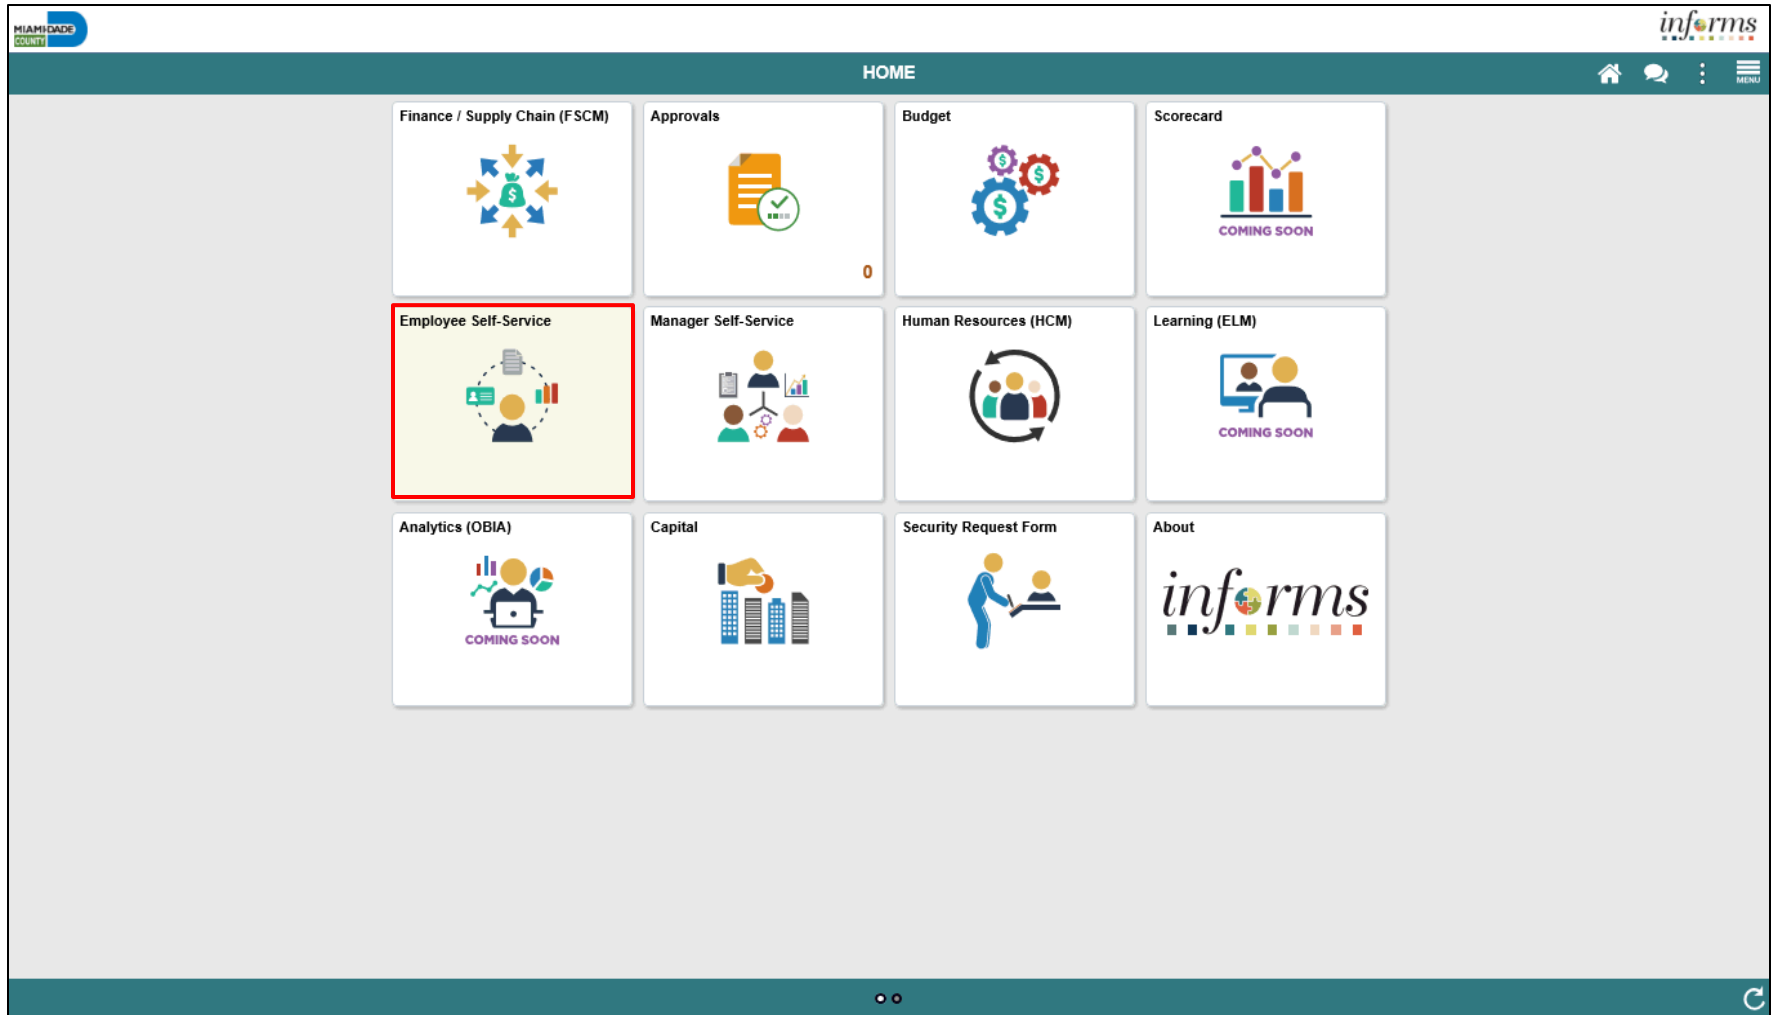 MIAMI-DADE
COUNTY
informs
HOME
MENU
Finance / Supply Chain (FSCM)
Approvals
Budget
Scorecard
COMING SOON
0
Employee Self-Service
Manager Self-Service
Human Resources (HCM)
Learning (ELM)
COMING SOON
Analytics (OBIA)
Capital
Security Request Form
About
informs
COMING SOON